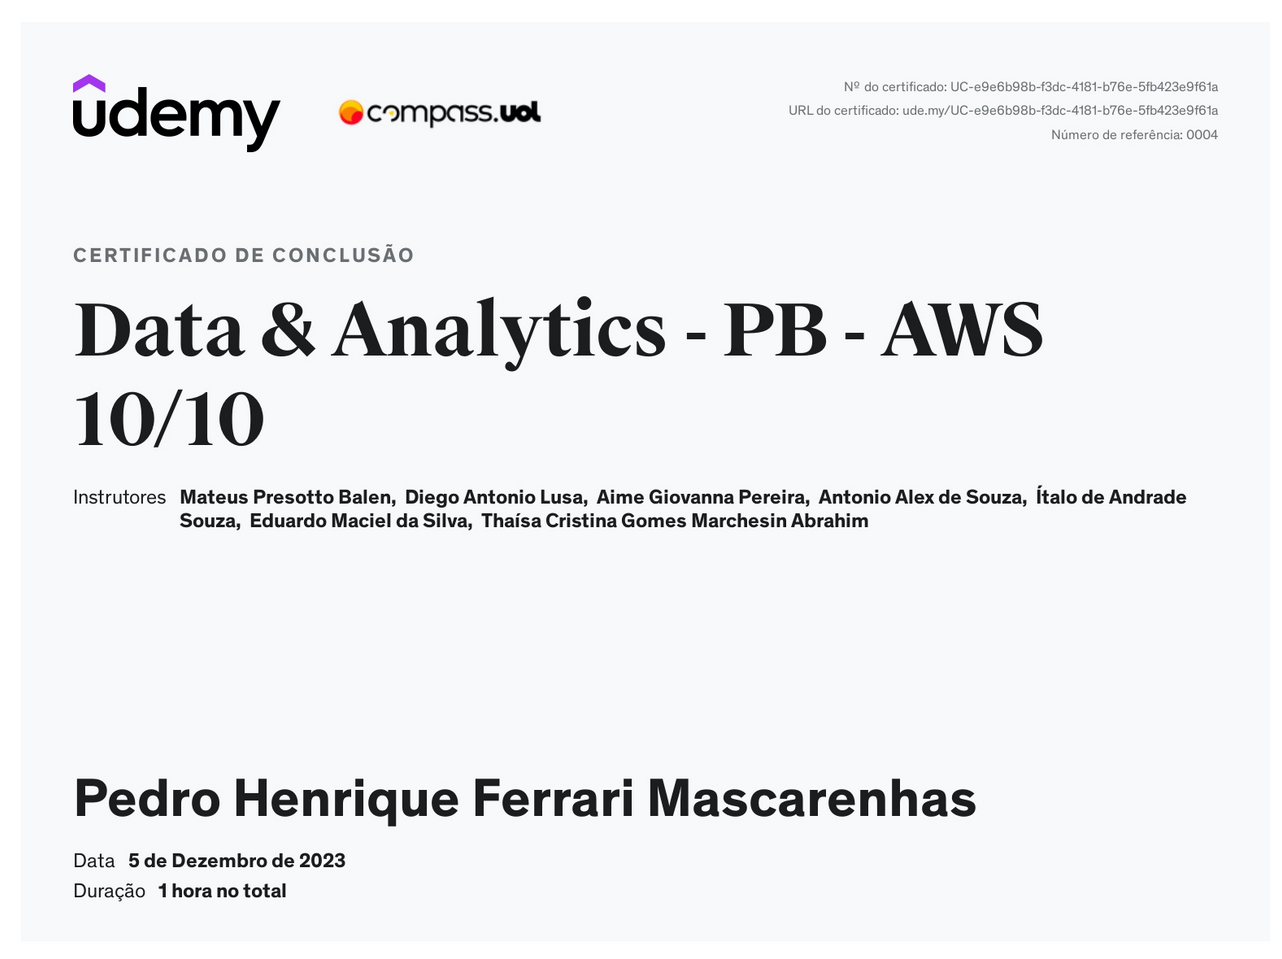 udemy
compass.uol
Nº do certificado: UC-e9e6b98b-f3dc-4181-b76e-5fb423e9f61a
URL do certificado: ude.my/UC-e9e6b98b-f3dc-4181-b76e-5fb423e9f61a
Número de referência: 0004
CERTIFICADO DE CONCLUSÃO
Data & Analytics - PB - AWS
10/10
Instrutores Mateus Presotto Balen, Diego Antonio Lusa, Aime Giovanna Pereira, Antonio Alex de Souza, Ítalo de Andrade
Souza, Eduardo Maciel da Silva, Thaísa Cristina Gomes Marchesin Abrahim
Pedro Henrique Ferrari Mascarenhas
Data 5 de Dezembro de 2023
Duração 1 hora no total